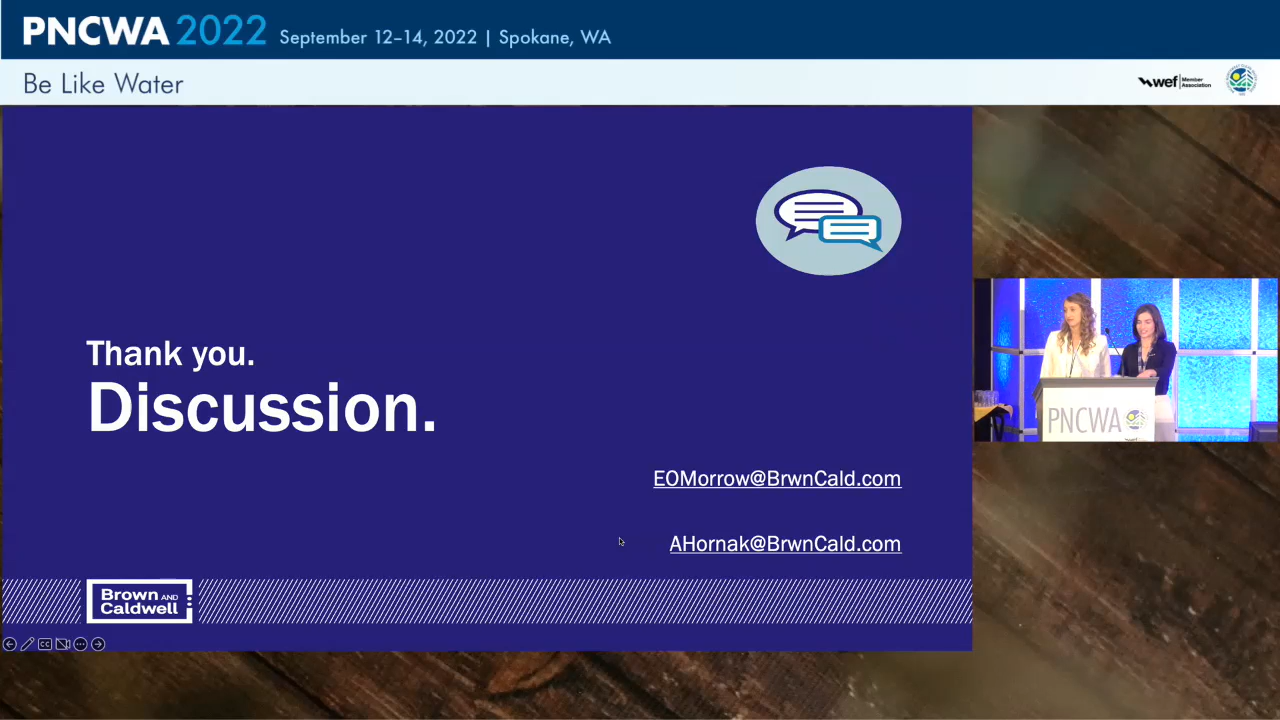 PNCWA 2022 September 12–14, 2022 | Spokane, WA
Be Like Water
wef Member Association
Thank you.
Discussion.
EOMorrow@BrwnCald.com
AHornak@BrwnCald.com
Brown AND
Caldwell
CC
PNCWA